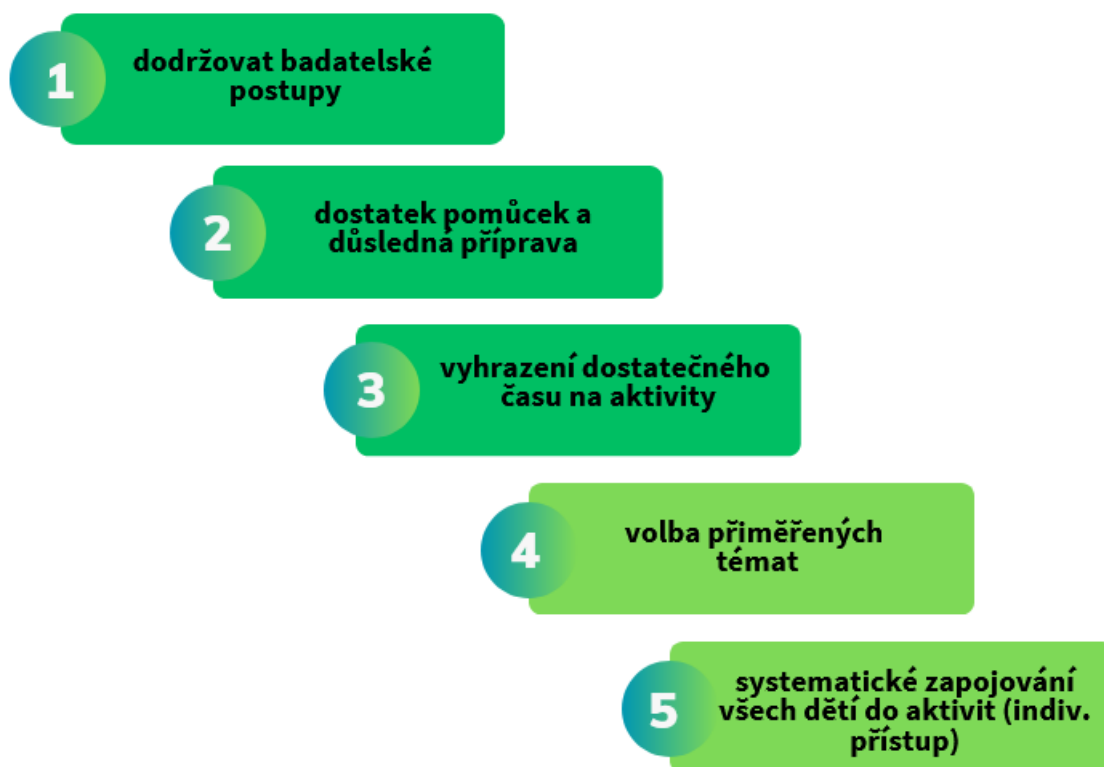 1
dodržovat badatelské
postupy
2
dostatek pomůcek a
důsledná příprava
3
vyhrazení dostatečného
času na aktivity
4
volba přiměřených
témat
5
systematické zapojování
všech dětí do aktivit (indiv.
přístup)